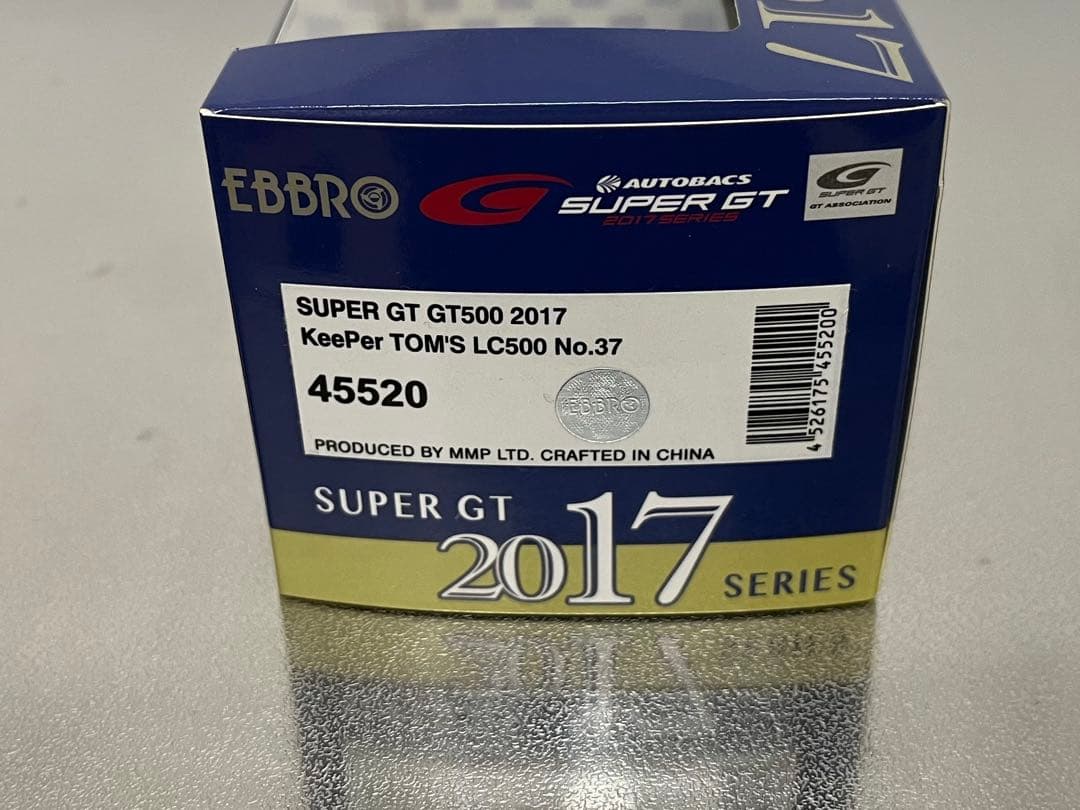 17
EBBRO
AUTOBACS
SUPER GT
2017 SERIES
SUPER GT
GT ASSOCIATION
SUPER GT GT500 2017
KeePer TOM'S LC500 No.37
45520
EBBRO
4 526175 455200
PRODUCED BY MMP LTD. CRAFTED IN CHINA
SUPER GT
2017
SERIES